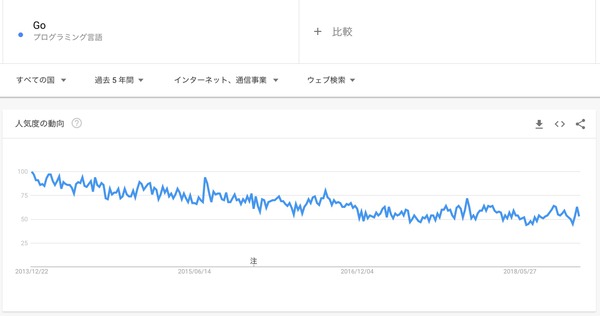 Go
プログラミング言語
+ 比較
すべての国
過去 5 年間
インターネット、通信事業
ウェブ検索
人気度の動向
100
75
50
25
注
2013/12/22
2015/06/14
2016/12/04
2018/05/27